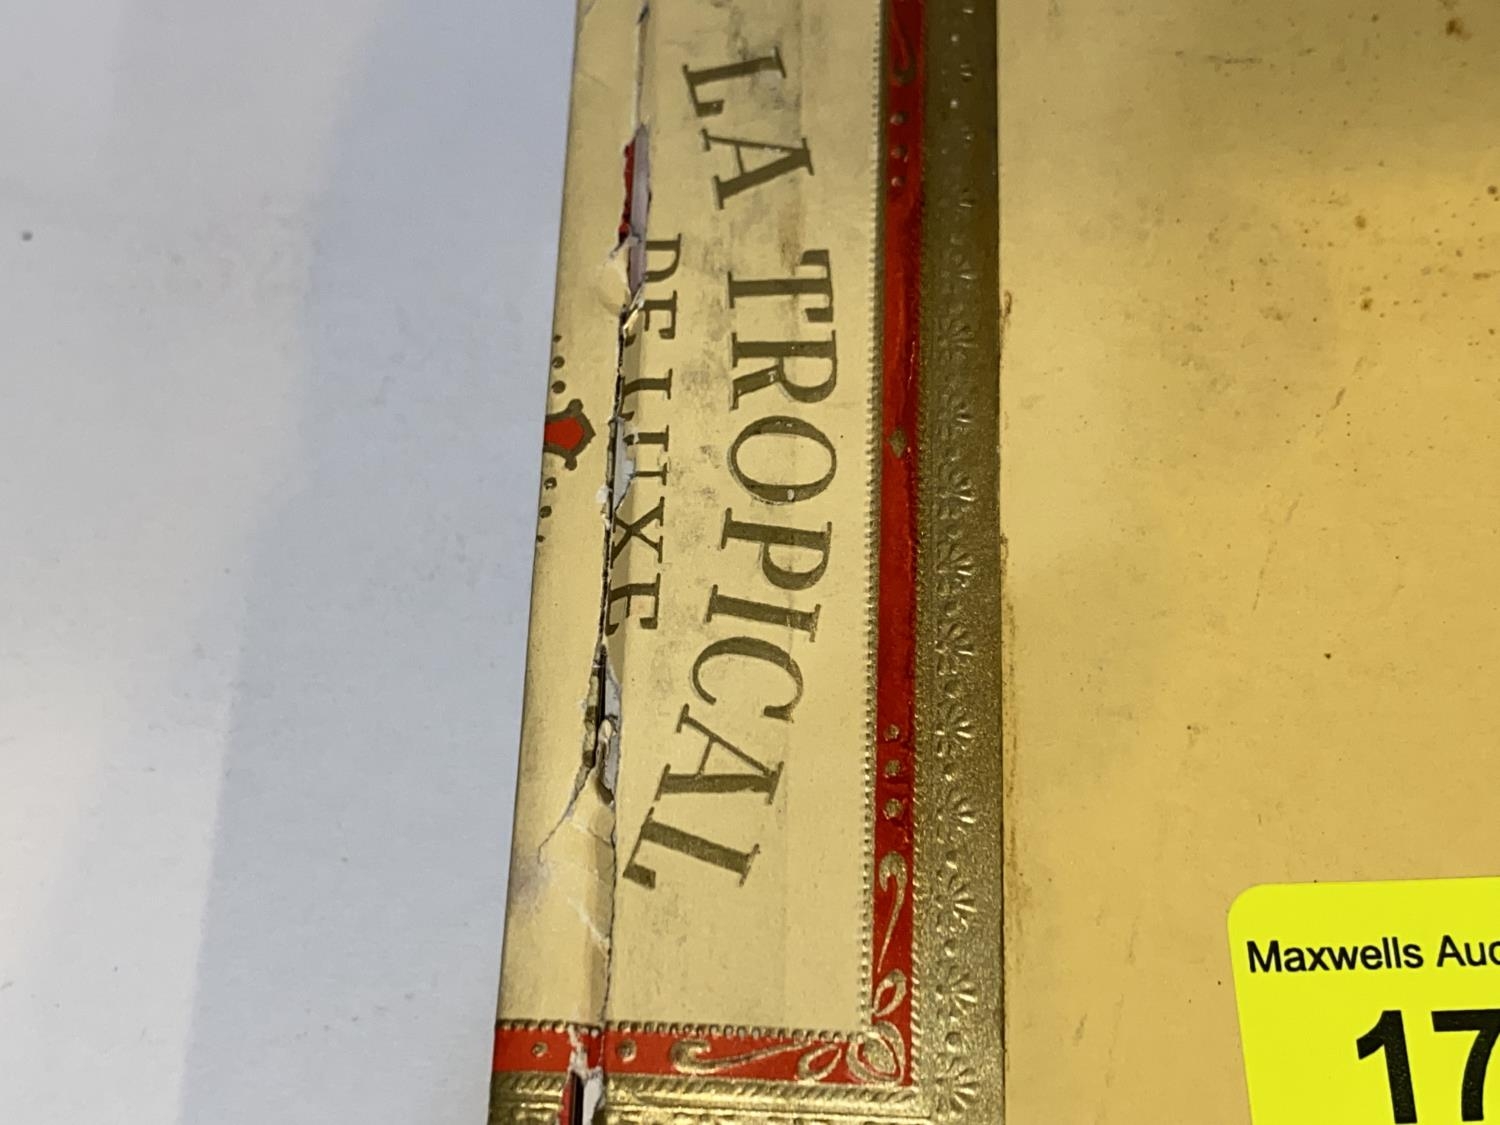 LA TROPICAL
DE LUXE
Maxwells Auc
17